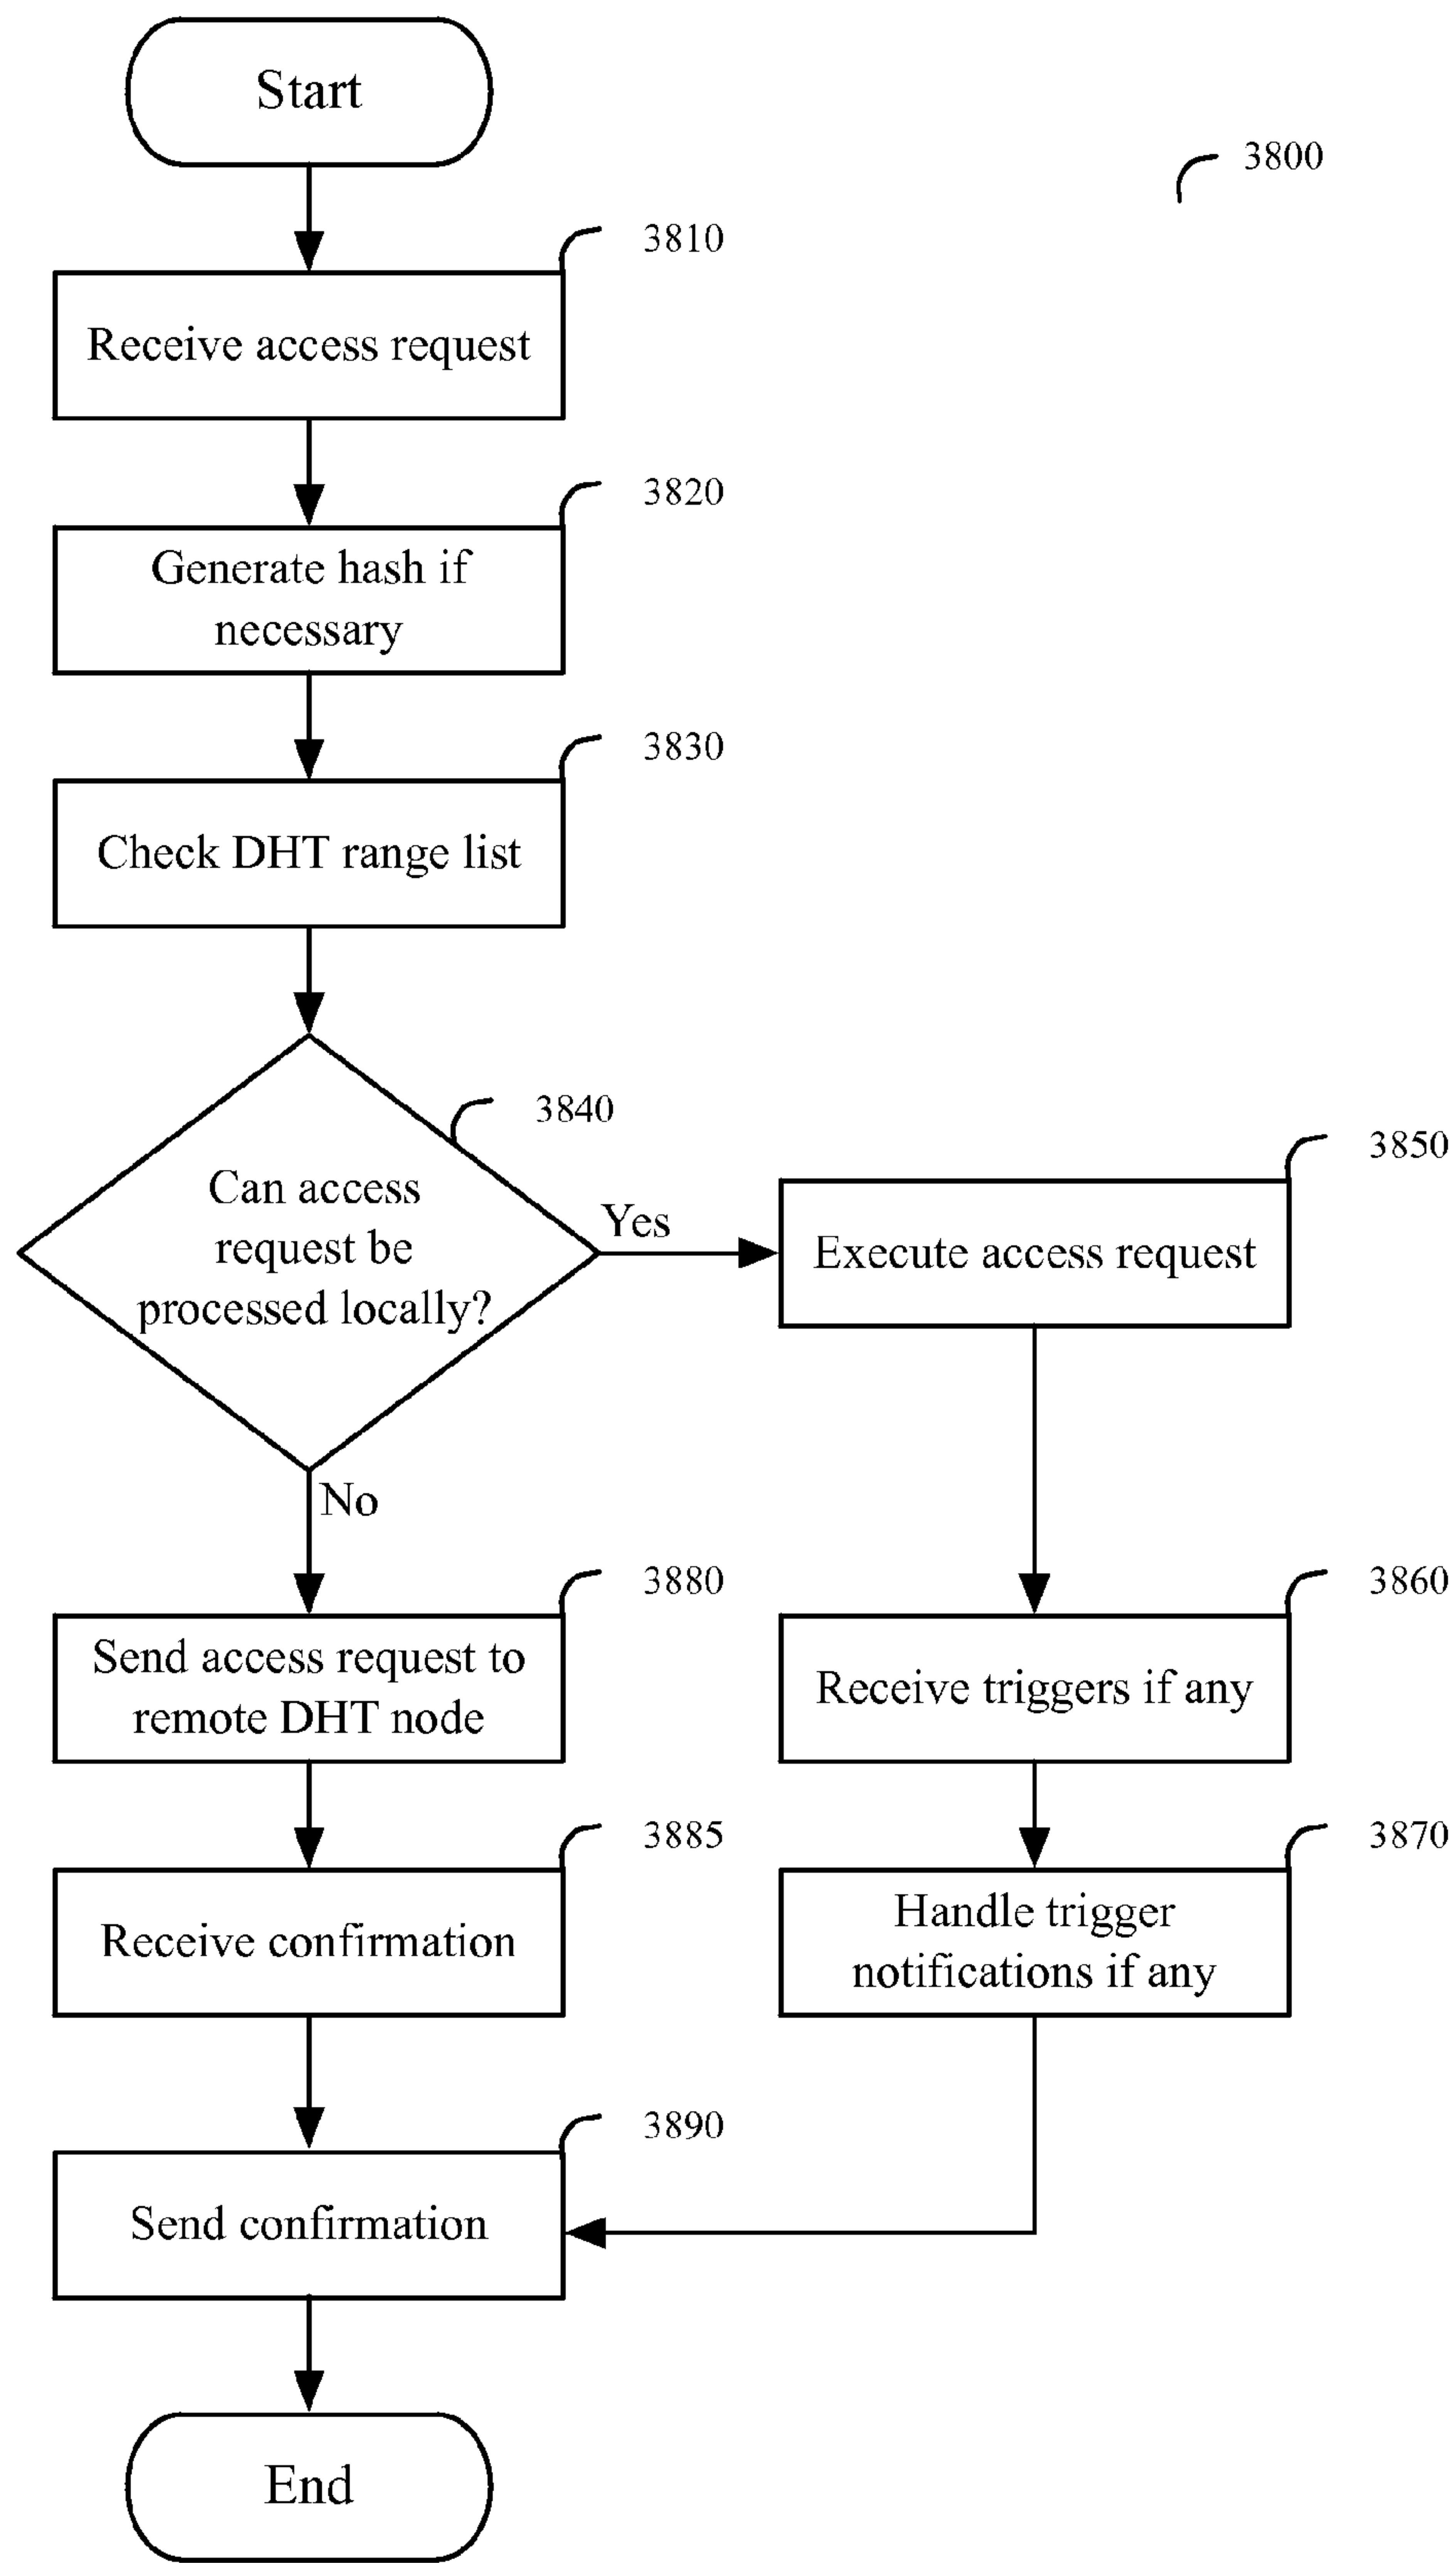 Start
3800
3810
Receive access request
3820
Generate hash if
necessary
3830
Check DHT range list
3840
Can access
request be
processed locally?
Yes
3850
Execute access request
No
3880
Send access request to
remote DHT node
3860
Receive triggers if any
3885
Receive confirmation
3870
Handle trigger
notifications if any
3890
Send confirmation
End